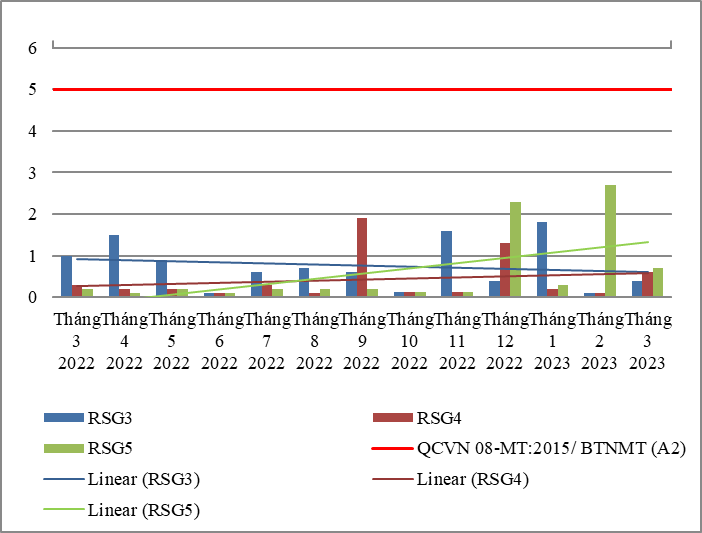 6
5
4
3
2
1
0
Tháng Tháng Tháng Tháng Tháng Tháng Tháng Tháng Tháng Tháng Tháng Tháng Tháng
3 4 5 6 7 8 9 10 11 12 1 2 3
2022 2022 2022 2022 2022 2022 2022 2022 2022 2022 2023 2023 2023
RSG3 RSG4
RSG5 QCVN 08-MT:2015/ BTNMT (A2)
Linear (RSG3) Linear (RSG4)
Linear (RSG5)